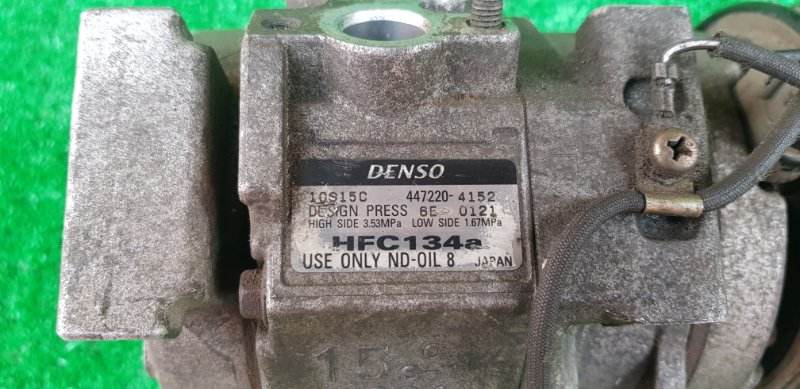 DENSO
10S15C 447220-4152
DESIGN PRESS 6E 0121
HIGH SIDE 3.53MPa LOW SIDE 1.67MPa
HFC134a
USE ONLY ND-OIL 8 JAPAN
15